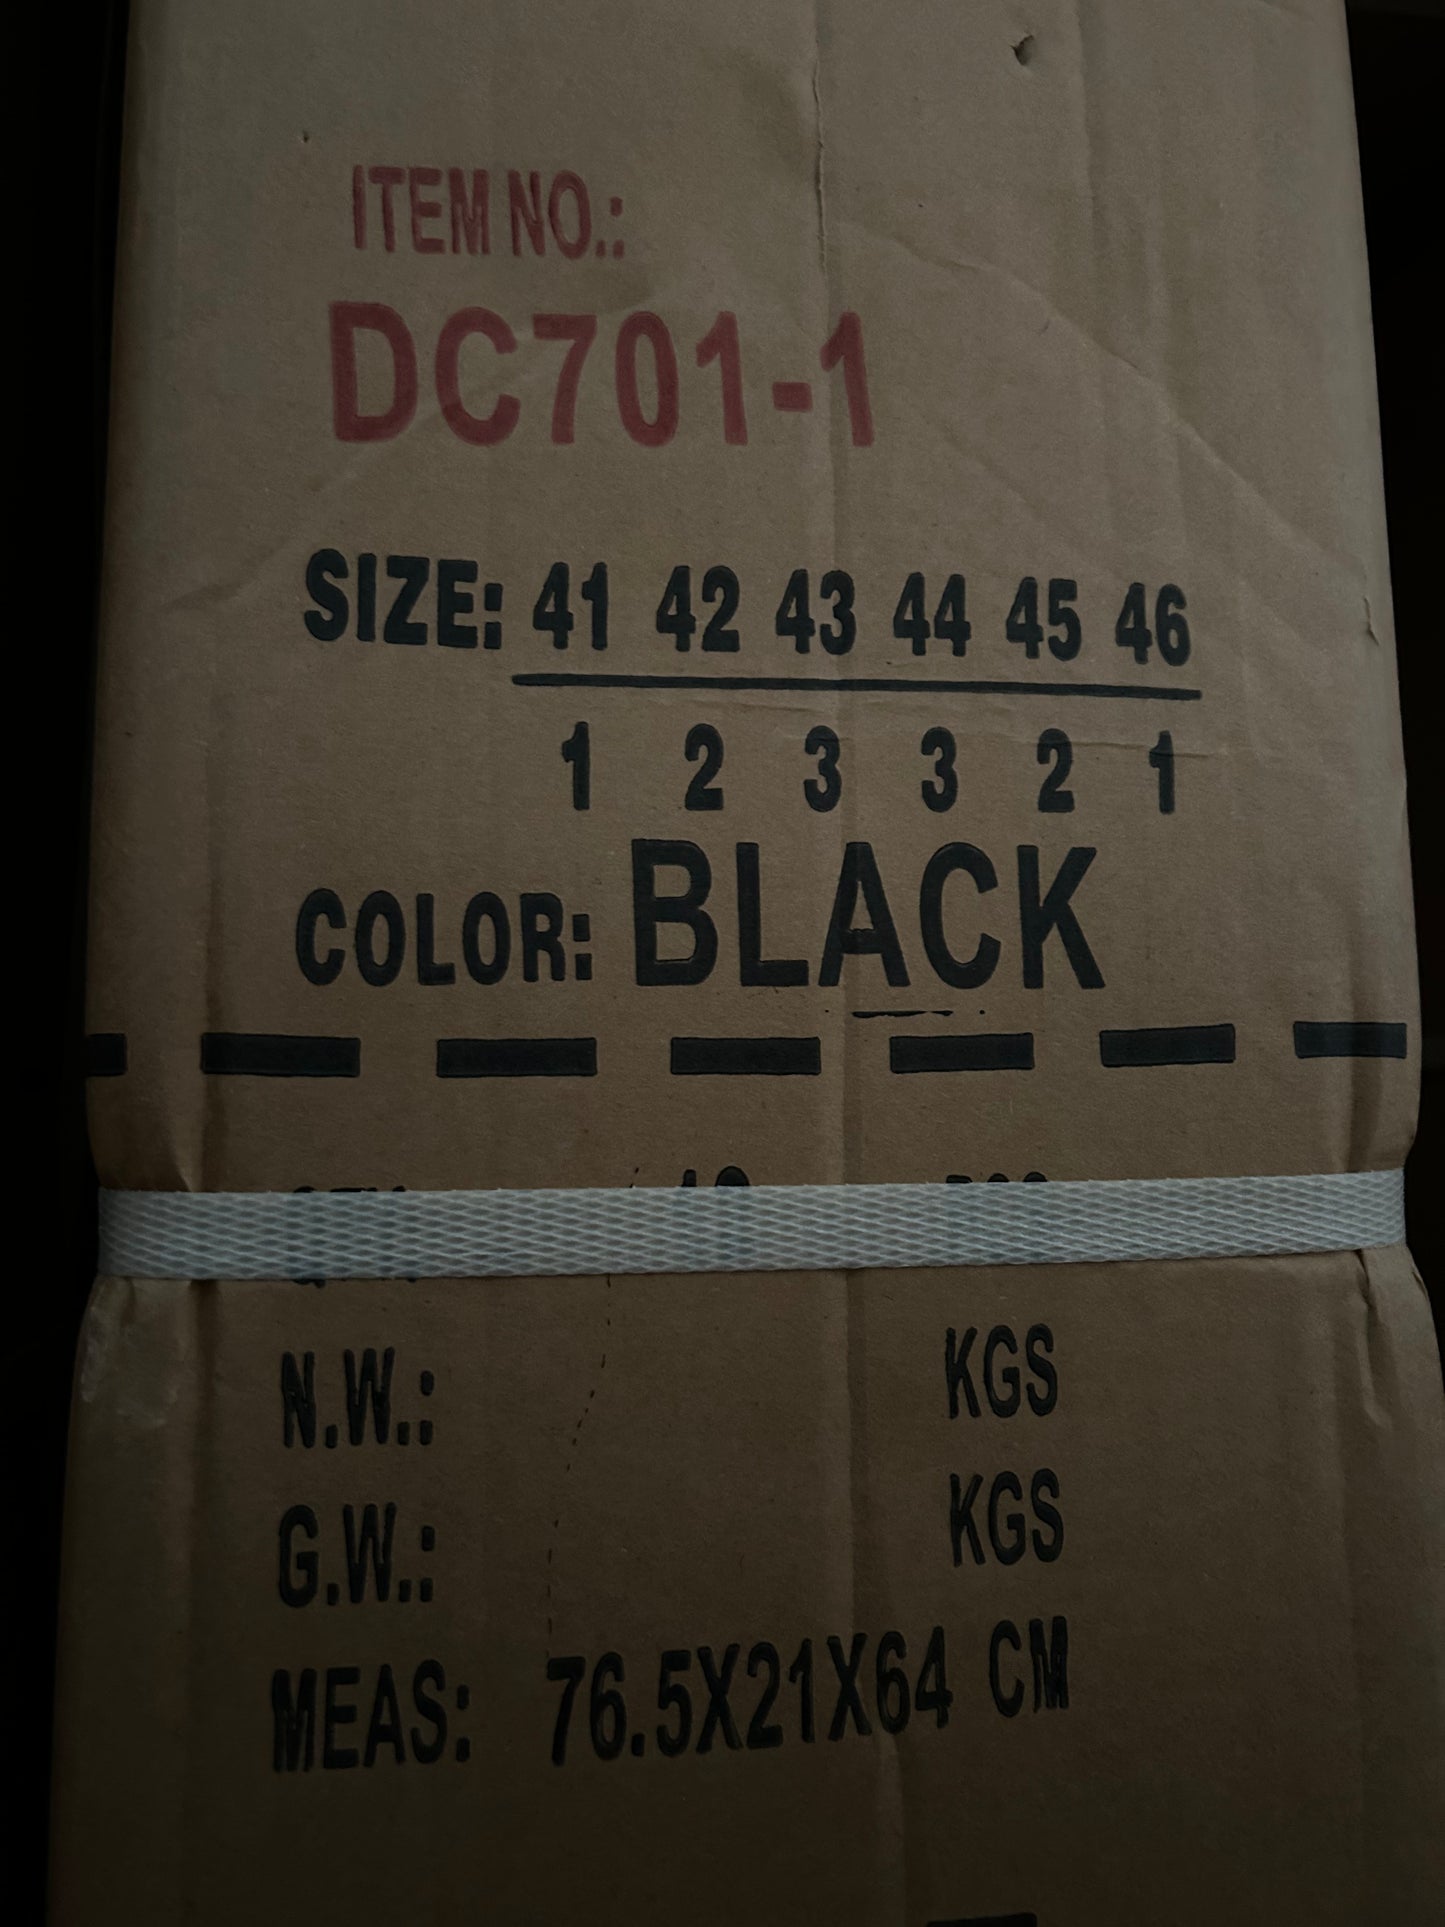 ITEM NO.:
DC701-1
SIZE: 41 42 43 44 45 46
1 2 3 3 2 1
COLOR: BLACK
N.W.: KGS
G.W.: KGS
MEAS: 76.5X21X64 CM